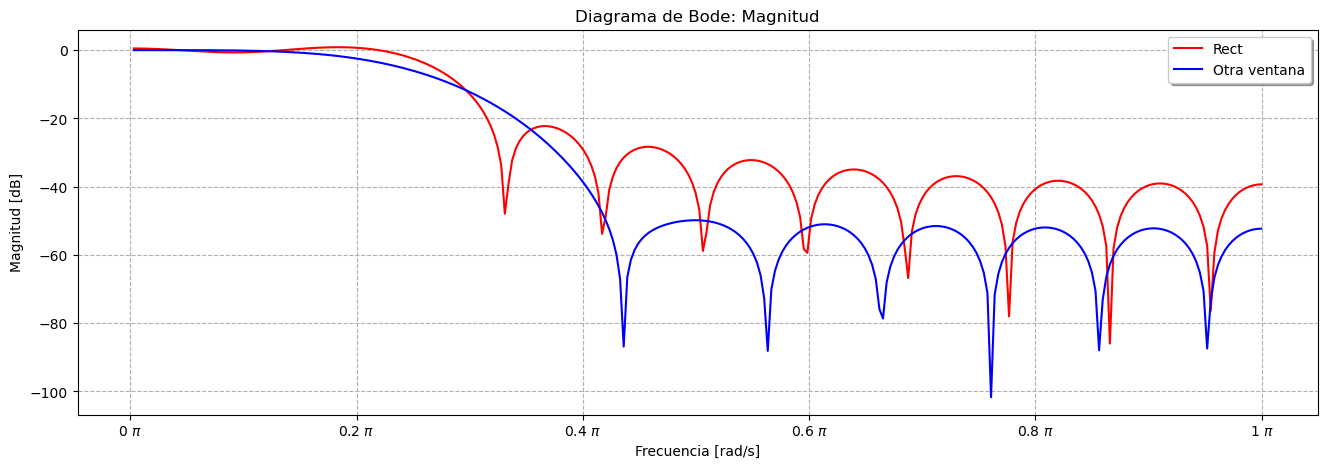 Diagrama de Bode: Magnitud
Rect
Otra ventana
Magnitud [dB]
0
−20
−40
−60
−80
−100
0 π
0.2 π
0.4 π
0.6 π
0.8 π
1 π
Frecuencia [rad/s]